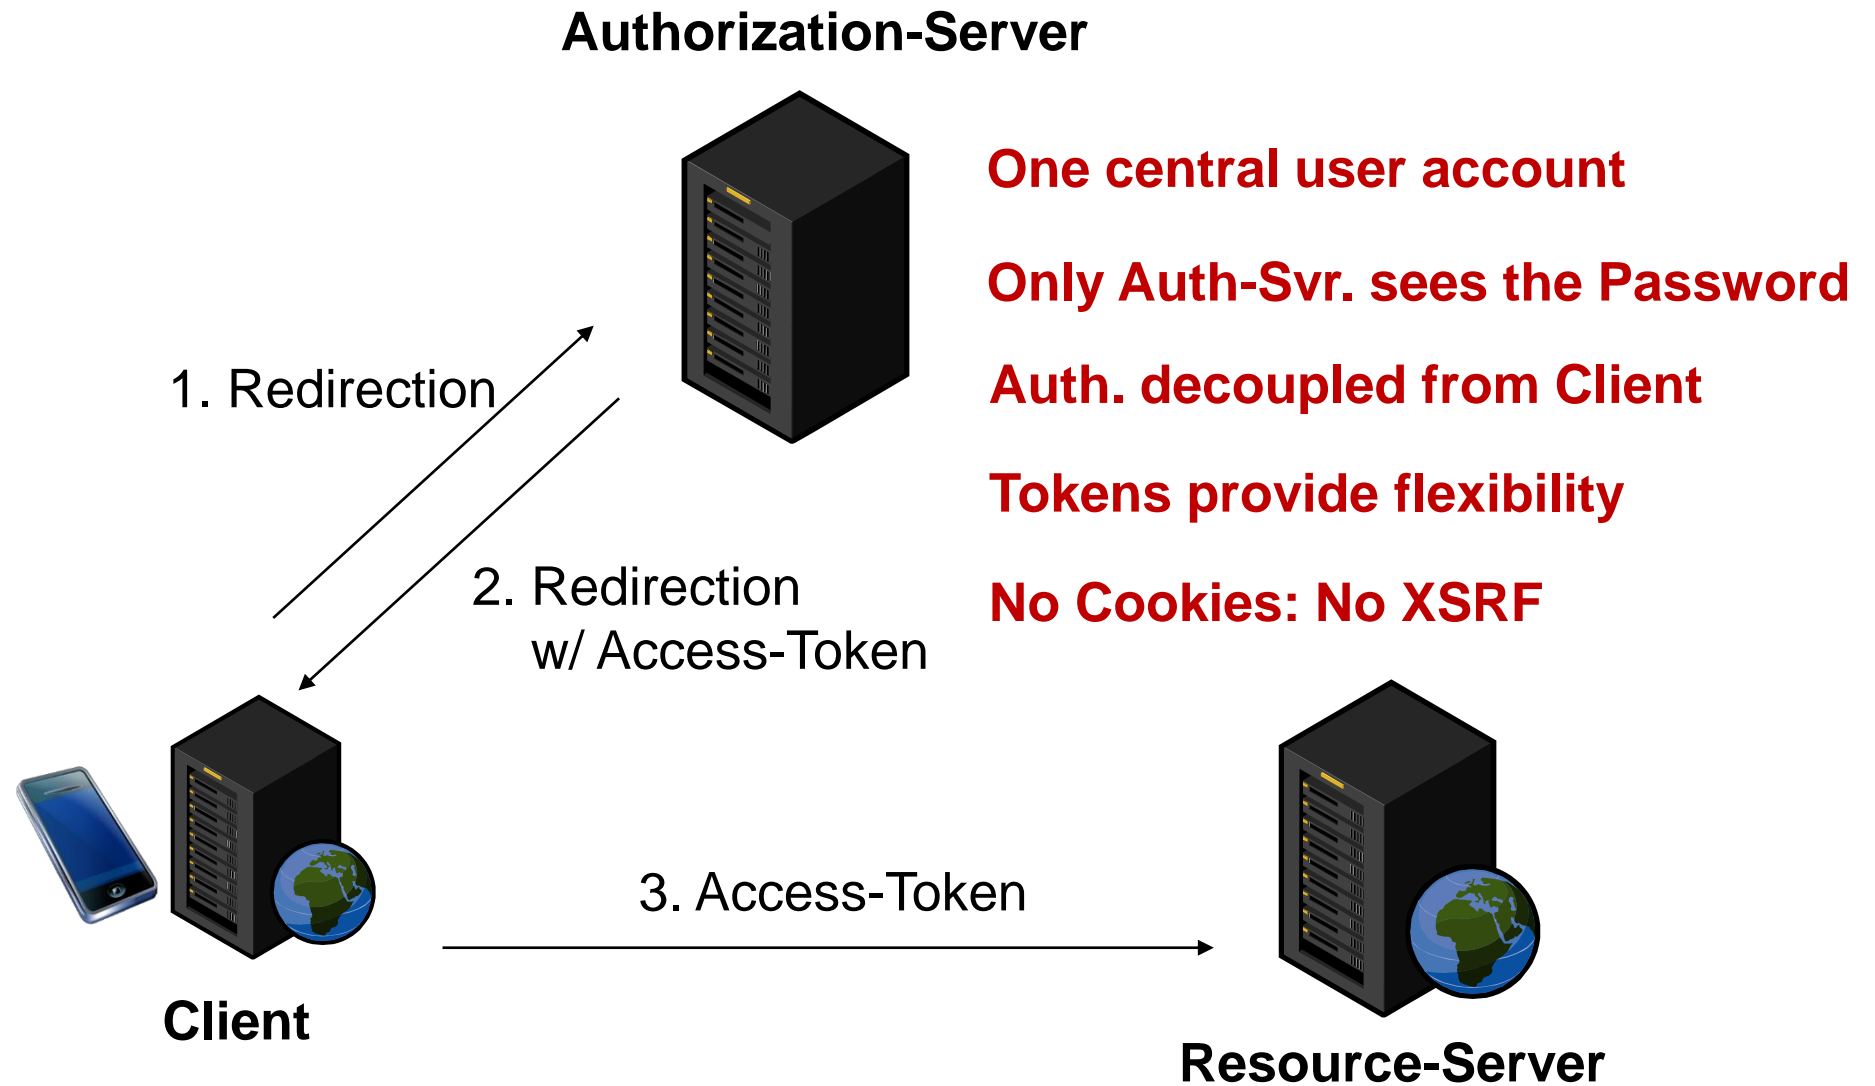 Authorization-Server
One central user account
Only Auth-Svr. sees the Password
1. Redirection
Auth. decoupled from Client
Tokens provide flexibility
2. Redirection
w/ Access-Token
No Cookies: No XSRF
3. Access-Token
Client
Resource-Server